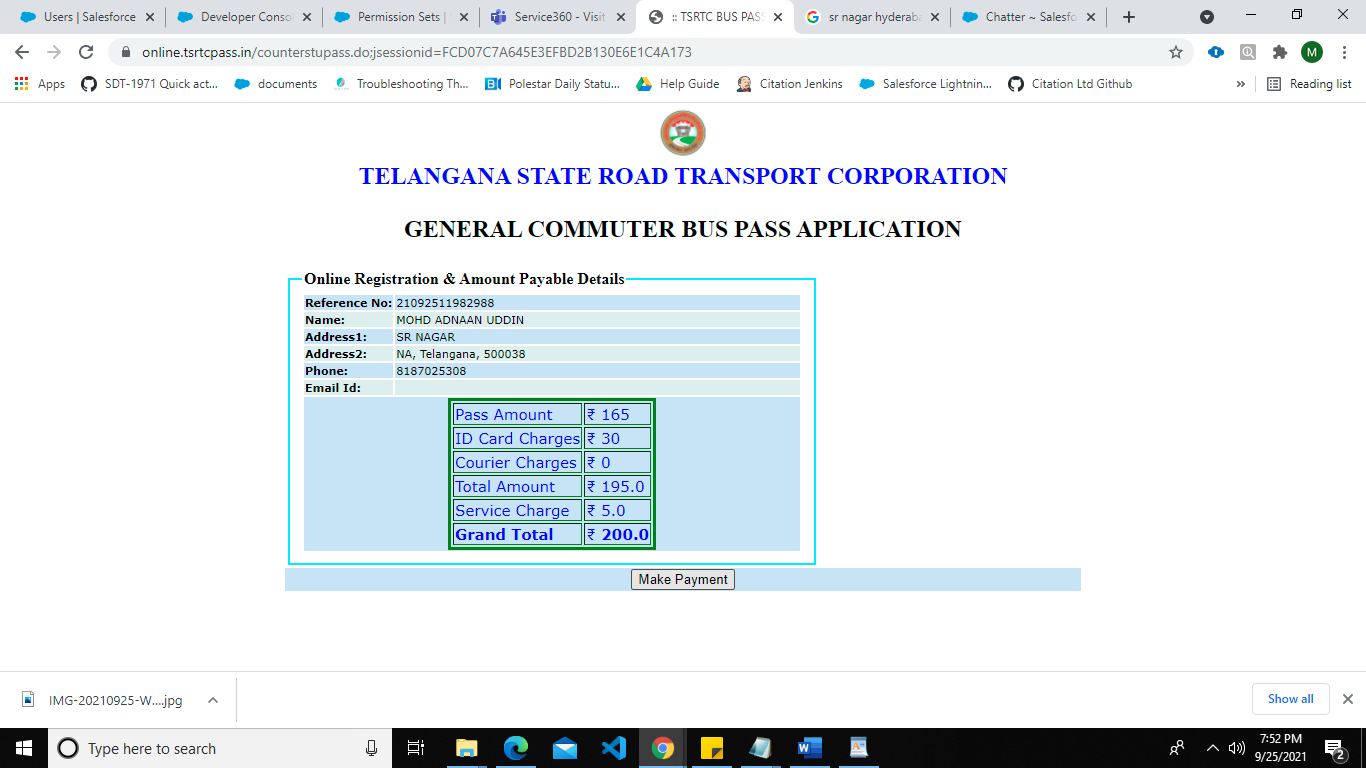 Users | Salesforce
Developer Conso
Permission Sets |
Service360 - Visit
:: TSRTC BUS PASS
sr nagar hyderaba
Chatter ~ Salesfo
online.tsrtcpass.in/counterstupass.do;jsessionid=FCD07C7A645E3EFBD2B130E6E1C4A173
M
Apps
SDT-1971 Quick act...
documents
Troubleshooting Th...
Polestar Daily Statu...
Help Guide
Citation Jenkins
Salesforce Lightnin...
Citation Ltd Github
»
Reading list
TELANGANA STATE ROAD TRANSPORT CORPORATION
GENERAL COMMUTER BUS PASS APPLICATION
Online Registration & Amount Payable Details
Reference No: 21092511982988
Name: MOHD ADNAAN UDDIN
Address1: SR NAGAR
Address2: NA, Telangana, 500038
Phone: 8187025308
Email Id:
Pass Amount ₹ 165
ID Card Charges ₹ 30
Courier Charges ₹ 0
Total Amount ₹ 195.0
Service Charge ₹ 5.0
Grand Total ₹ 200.0
Make Payment
IMG-20210925-W....jpg
Show all
Type here to search
7:52 PM
9/25/2021
2